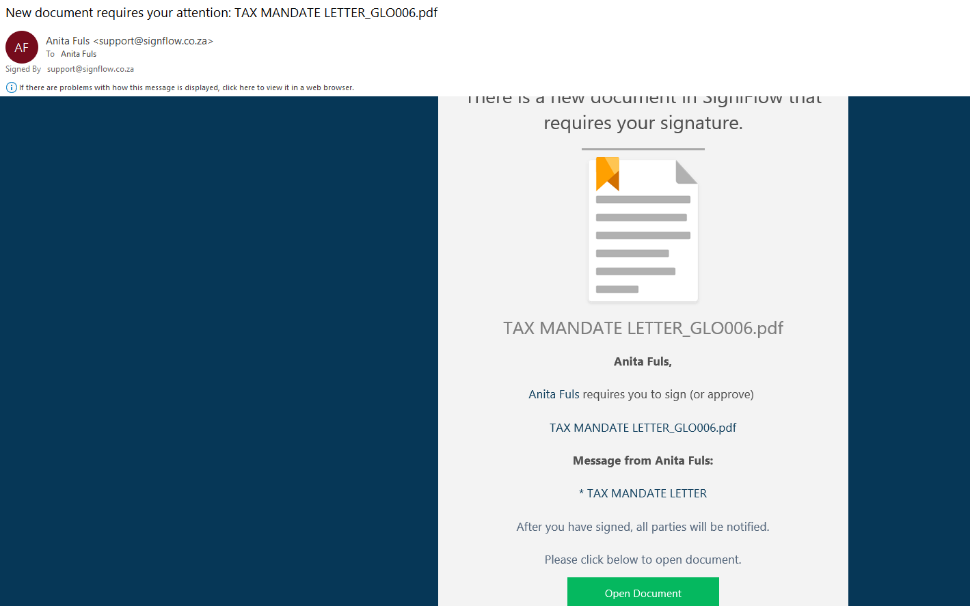 New document requires your attention: TAX MANDATE LETTER_GLO006.pdf
AF
Anita Fuls <support@signflow.co.za>
To Anita Fuls
Signed By support@signflow.co.za
If there are problems with how this message is displayed, click here to view it in a web browser.
There is a new document in SigniFlow that
requires your signature.
TAX MANDATE LETTER_GLO006.pdf
Anita Fuls,
Anita Fuls requires you to sign (or approve)
TAX MANDATE LETTER_GLO006.pdf
Message from Anita Fuls:
* TAX MANDATE LETTER
After you have signed, all parties will be notified.
Please click below to open document.
Open Document